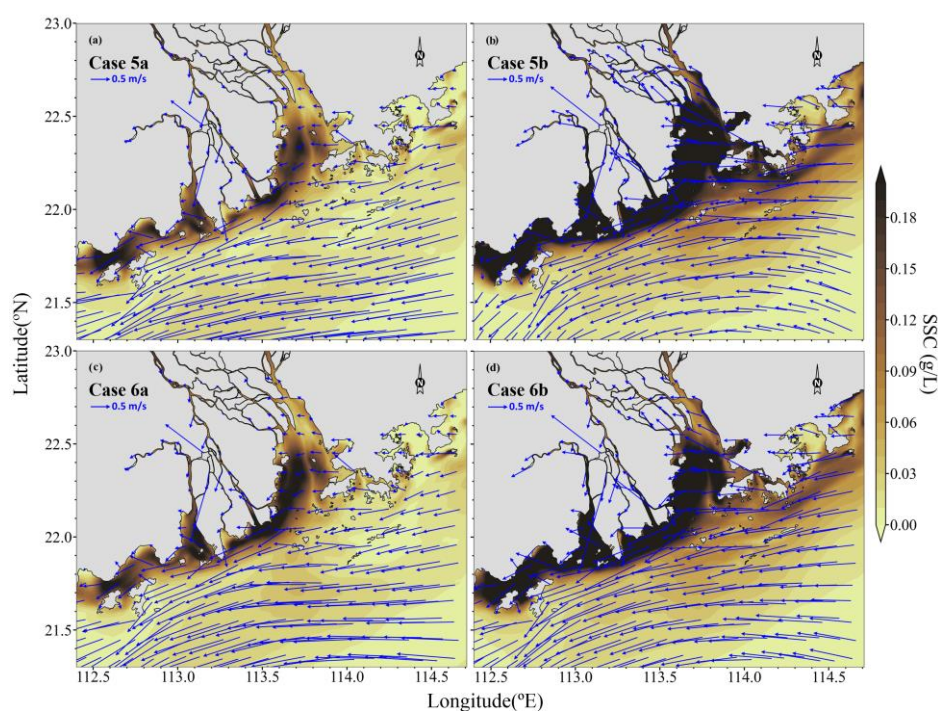 23.0
(a)
Case 5a
0.5 m/s
N
22.5
22.0
21.5
(b)
Case 5b
0.5 m/s
N
23.0
(c)
Case 6a
0.5 m/s
N
22.5
22.0
21.5
(d)
Case 6b
0.5 m/s
N
Latitude(°N)
112.5 113.0 113.5 114.0 114.5
112.5 113.0 113.5 114.0 114.5
Longitude(°E)
0.18
0.15
0.12
0.09
0.06
0.03
0.00
SSC (g/L)